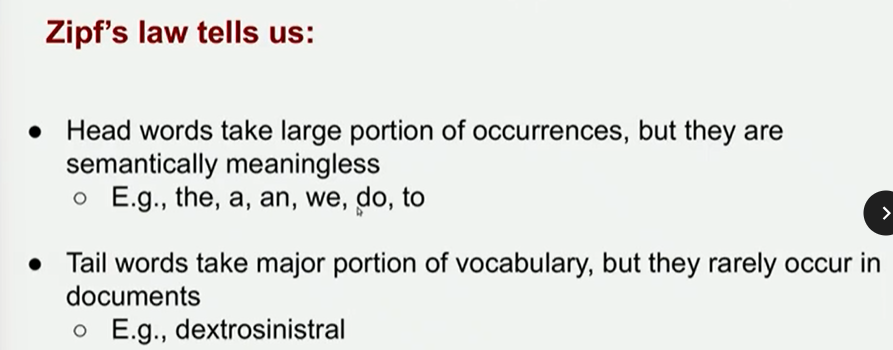 Zipf's law tells us:
● Head words take large portion of occurrences, but they are
semantically meaningless
○ E.g., the, a, an, we, do, to
● Tail words take major portion of vocabulary, but they rarely occur in
documents
○ E.g., dextrosinistral